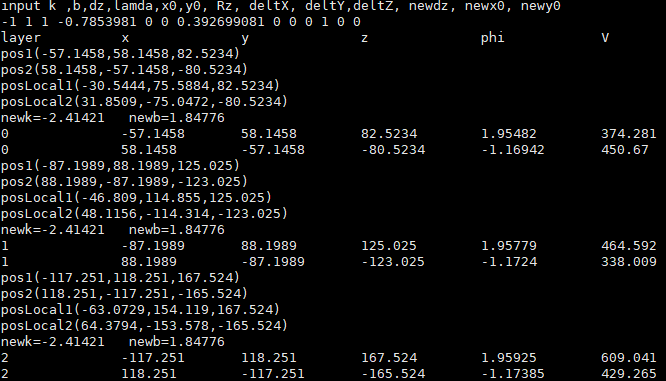 input k ,b,dz,lamda,x0,y0, Rz, deltX, deltY,deltZ, newdz, newx0, newy0
-1 1 1 -0.7853981 0 0 0.392699081 0 0 0 1 0 0
layer x y z phi V
pos1(-57.1458,58.1458,82.5234)
pos2(58.1458,-57.1458,-80.5234)
posLocal1(-30.5444,75.5884,82.5234)
posLocal2(31.8509,-75.0472,-80.5234)
newk=-2.41421 newb=1.84776
0 -57.1458 58.1458 82.5234 1.95482 374.281
0 58.1458 -57.1458 -80.5234 -1.16942 450.67
pos1(-87.1989,88.1989,125.025)
pos2(88.1989,-87.1989,-123.025)
posLocal1(-46.809,114.855,125.025)
posLocal2(48.1156,-114.314,-123.025)
newk=-2.41421 newb=1.84776
1 -87.1989 88.1989 125.025 1.95779 464.592
1 88.1989 -87.1989 -123.025 -1.1724 338.009
pos1(-117.251,118.251,167.524)
pos2(118.251,-117.251,-165.524)
posLocal1(-63.0729,154.119,167.524)
posLocal2(64.3794,-153.578,-165.524)
newk=-2.41421 newb=1.84776
2 -117.251 118.251 167.524 1.95925 609.041
2 118.251 -117.251 -165.524 -1.17385 429.265